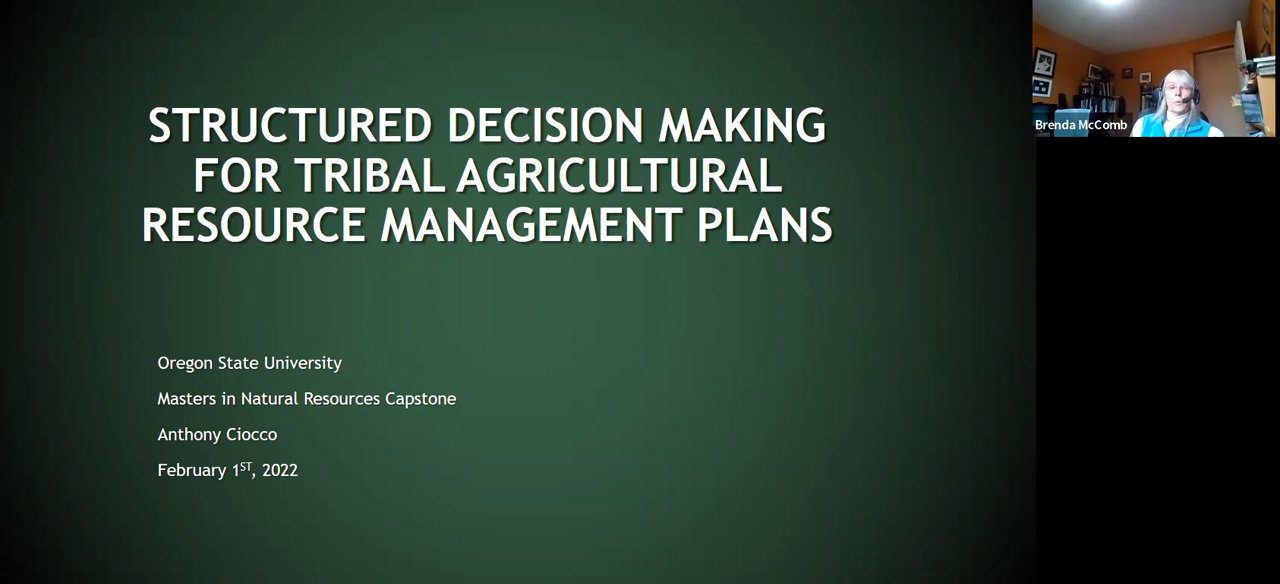 STRUCTURED DECISION MAKING
FOR TRIBAL AGRICULTURAL
RESOURCE MANAGEMENT PLANS
Oregon State University
Masters in Natural Resources Capstone
Anthony Ciocco
February 1ST, 2022
Brenda McComb